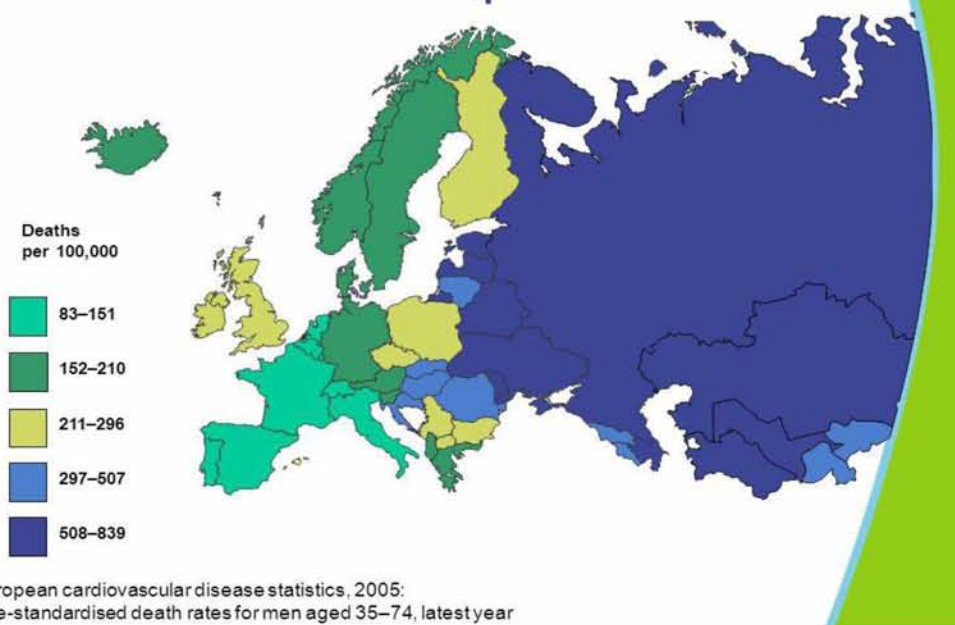 Deaths
per 100,000
83–151
152–210
211–296
297–507
508–839
ropean cardiovascular disease statistics, 2005:
e-standardised death rates for men aged 35–74, latest year